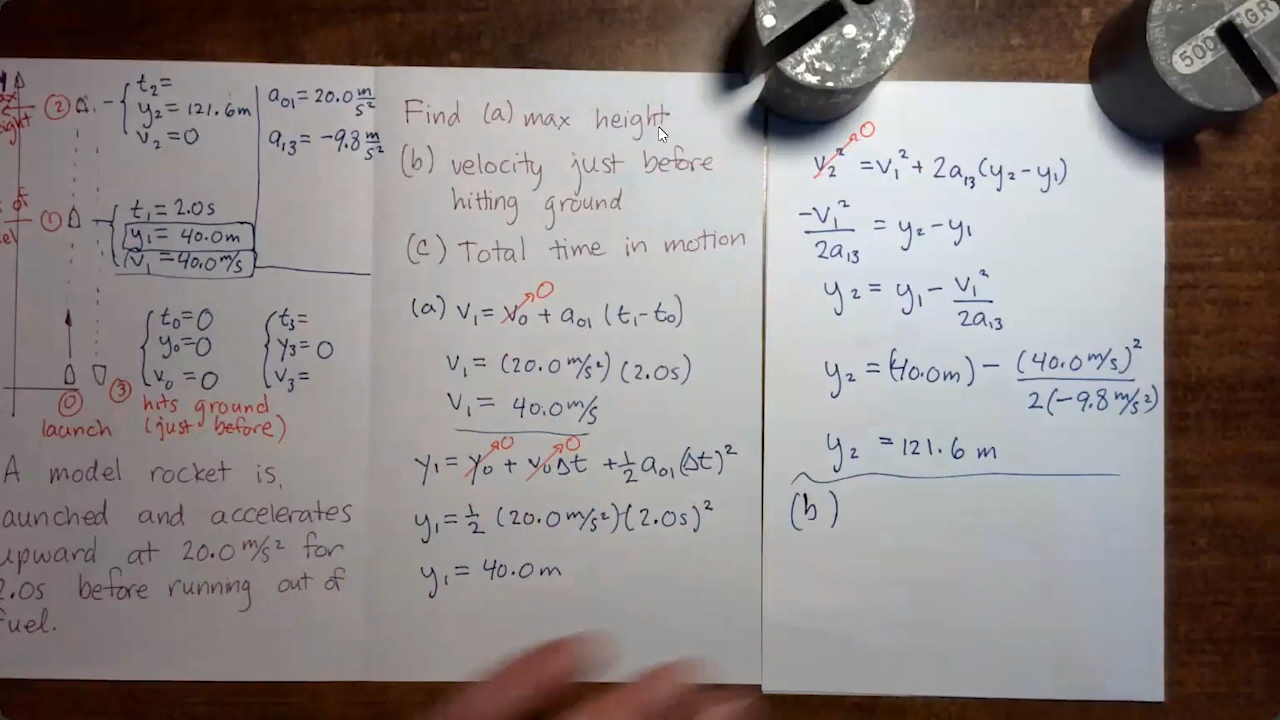 ② - t₂=
y₂ = 121.6m
v₂ = 0
a₀₁ = 20.0 m/s²
a₁₃ = -9.8 m/s²
① t₁ = 2.0s
y₁ = 40.0m
v₁ = 40.0 m/s
t₀ = 0
y₀ = 0
v₀ = 0
t₃ =
y₃ = 0
v₃ =
⓪ launch
③ hits ground
(just before)
A model rocket is
launched and accelerates
upward at 20.0 m/s² for
2.0s before running out of
fuel.
Find (a) max height
(b) velocity just before
hitting ground
(c) Total time in motion
(a) v₁ = v₀ → 0 + a₀₁ (t₁-t₀)
v₁ = (20.0 m/s²)(2.0s)
v₁ = 40.0 m/s
y₁ = y₀ → 0 + v₀Δt → 0 + ½ a₀₁ (Δt)²
y₁ = ½ (20.0 m/s²)(2.0s)²
y₁ = 40.0m
v₂² → 0 = v₁² + 2a₁₃(y₂-y₁)
-v₁²/2a₁₃ = y₂-y₁
y₂ = y₁ - v₁²/2a₁₃
y₂ = (40.0m) - (40.0 m/s)²/2(-9.8 m/s²)
y₂ = 121.6 m
(b)
500 GR